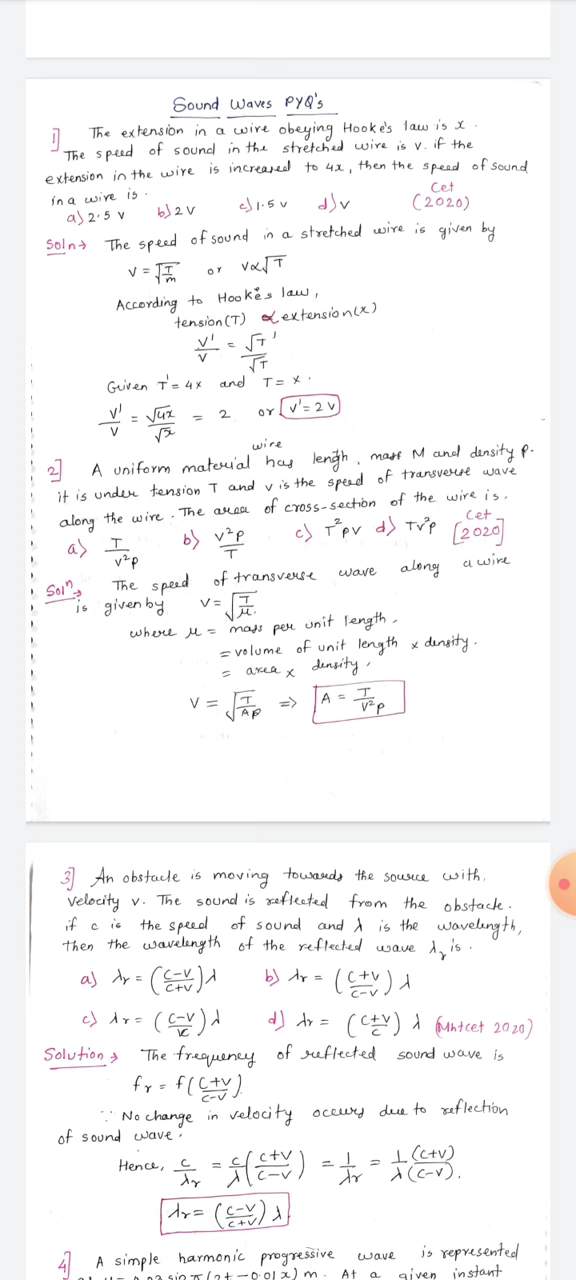 Sound Waves PYQ's
1] The extension in a wire obeying Hooke's law is x.
The speed of sound in the stretched wire is v. if the
extension in the wire is increased to 4x, then the speed of sound
in a wire is.
a) 2.5 v b) 2 V c) 1.5 v d) v Cet (2020)
Soln→ The speed of sound in a stretched wire is given by
V = √(T/m) or V∝√T
According to Hooke's law,
tension (T) ∝ extension (x)
V'/V = √T'/√T
Given T' = 4x and T = x.
V'/V = √4x/√x = 2 or V' = 2 V
2] A uniform material wire has lengh, mass M and density ρ.
it is under tension T and v is the speed of transverse wave
along the wire. The area of cross-section of the wire is.
a) T/v²ρ b) v²ρ/T c) T²ρv d) Tv²ρ Cet [2020]
Solⁿ→ The speed of transverse wave along a wire
is given by V = √(T/μ).
where μ = mass per unit length.
= volume of unit length x density.
= area x density.
V = √(T/Aρ) => A = T/V²ρ
3] An obstacle is moving towards the source with.
Velocity v. The sound is reflected from the obstacle.
if c is the speed of sound and λ is the wavelength,
then the wavelength of the reflected wave λr is.
a) λr = (c-v/c+v) λ b) λr = (c+v/c-v) λ
c) λr = (c-v/vc) λ d) λr = (c+v/c) λ (Mhtcet 2020)
Solution → The frequency of reflected sound wave is
fr = f(c+v/c-v)
∵ No change in velocity occurs due to reflection
of sound wave.
Hence, c/λr = c/λ (c+v/c-v) = 1/λr = 1/λ (c+v)/(c-v).
λr = (c-v/c+v) λ
4] A simple harmonic progressive wave is represented
sin π(2t-0.01x) m. At a given instant